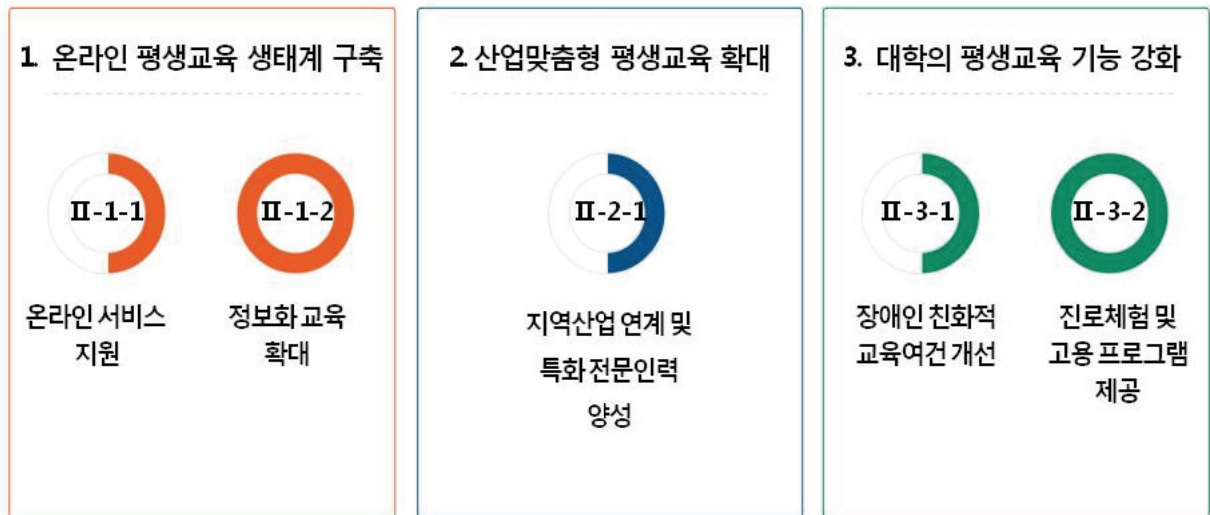 1. 온라인 평생교육 생태계 구축
Ⅱ-1-1
온라인 서비스
지원
Ⅱ-1-2
정보화 교육
확대
2. 산업맞춤형 평생교육 확대
Ⅱ-2-1
지역산업 연계 및
특화 전문인력
양성
3. 대학의 평생교육 기능 강화
Ⅱ-3-1
장애인 친화적
교육여건 개선
Ⅱ-3-2
진로체험 및
고용 프로그램
제공